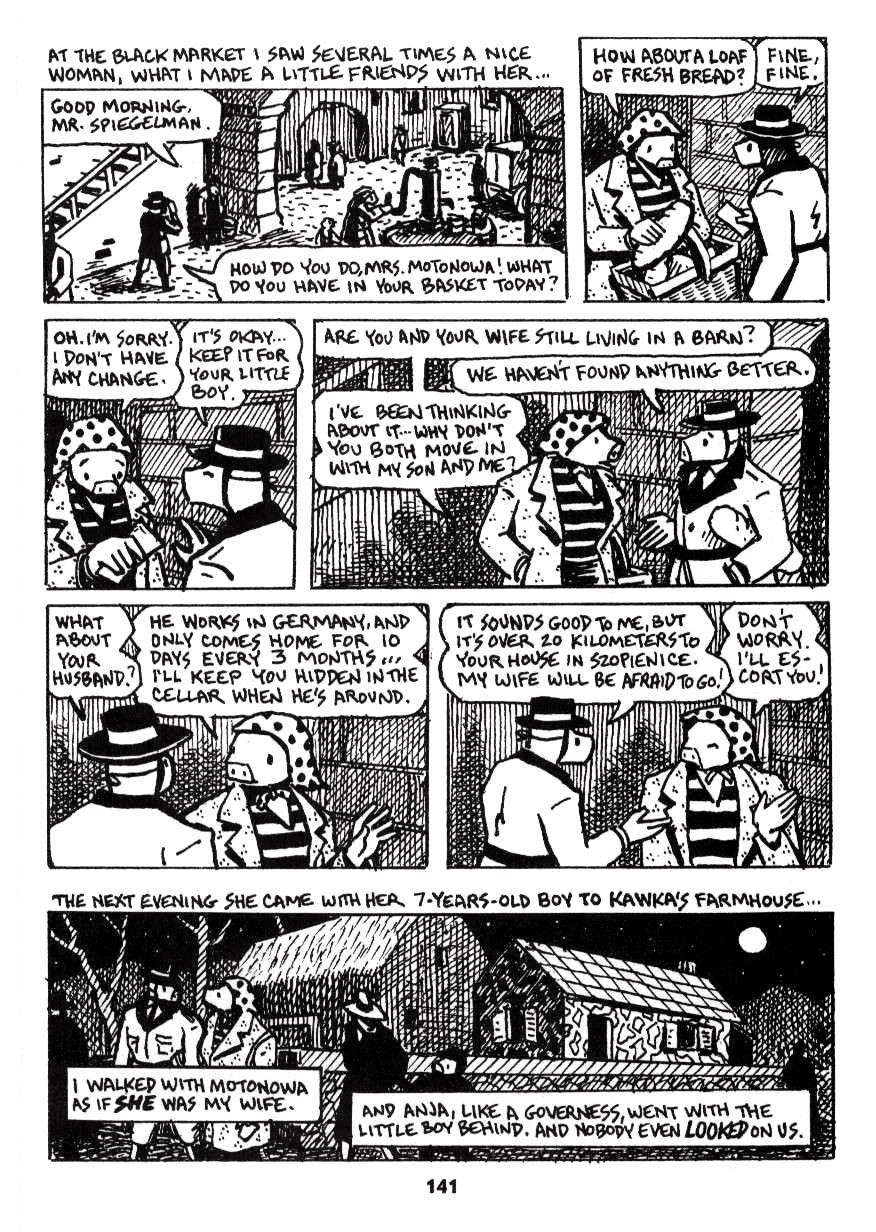 AT THE BLACK MARKET I SAW SEVERAL TIMES A NICE
WOMAN, WHAT I MADE A LITTLE FRIENDS WITH HER...
GOOD MORNING,
MR. SPIEGELMAN.
HOW DO YOU DO, MRS. MOTONOWA! WHAT
DO YOU HAVE IN YOUR BASKET TODAY?
HOW ABOUT A LOAF
OF FRESH BREAD?
FINE,
FINE.
OH. I'M SORRY.
I DON'T HAVE
ANY CHANGE.
IT'S OKAY...
KEEP IT FOR
YOUR LITTLE
BOY.
ARE YOU AND YOUR WIFE STILL LIVING IN A BARN?
WE HAVEN'T FOUND ANYTHING BETTER.
I'VE BEEN THINKING
ABOUT IT... WHY DON'T
YOU BOTH MOVE IN
WITH MY SON AND ME?
WHAT
ABOUT
YOUR
HUSBAND?
HE WORKS IN GERMANY, AND
ONLY COMES HOME FOR 10
DAYS EVERY 3 MONTHS...
I'LL KEEP YOU HIDDEN IN THE
CELLAR WHEN HE'S AROUND.
IT SOUNDS GOOD TO ME, BUT
IT'S OVER 20 KILOMETERS TO
YOUR HOUSE IN SZOPIENICE.
MY WIFE WILL BE AFRAID TO GO!
DON'T
WORRY.
I'LL ES-
CORT YOU!
THE NEXT EVENING SHE CAME WITH HER 7-YEARS-OLD BOY TO KAWKA'S FARMHOUSE...
I WALKED WITH MOTONOWA
AS IF SHE WAS MY WIFE.
AND ANJA, LIKE A GOVERNESS, WENT WITH THE
LITTLE BOY BEHIND. AND NOBODY EVEN LOOKED ON US.
141